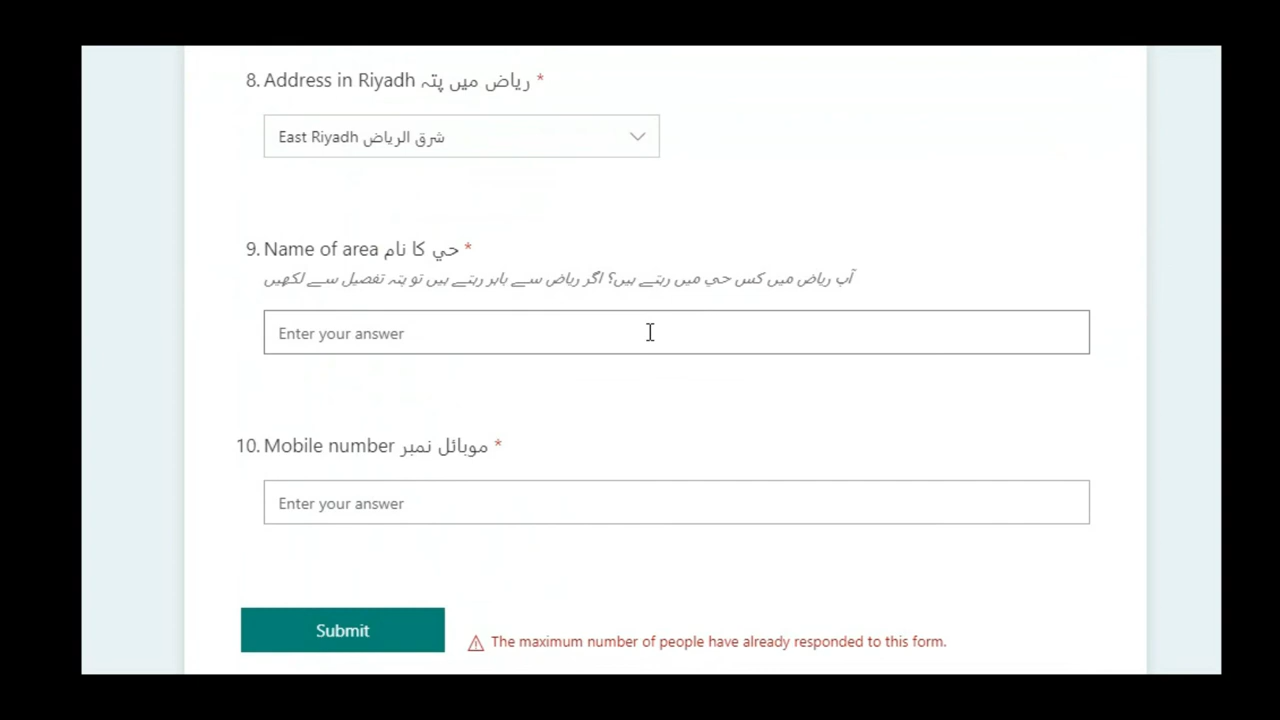 8. Address in Riyadh ریاض میں پتہ *
East Riyadh شرق الرياض
9. Name of area حي کا نام *
آپ ریاض میں کس حي میں رہتے ہیں؟ اگر ریاض سے باہر رہتے ہیں تو پتہ تفصیل سے لکھیں
Enter your answer
10. Mobile number موبائل نمبر *
Enter your answer
Submit
The maximum number of people have already responded to this form.